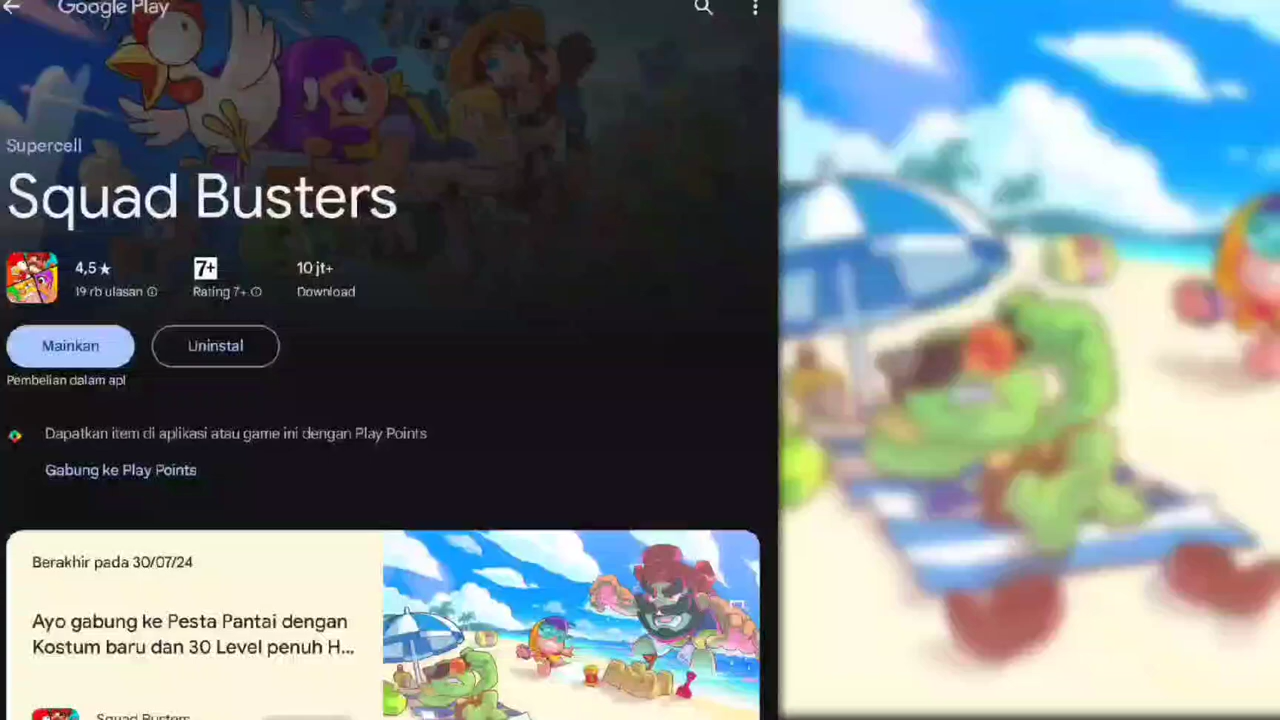 Google Play
Supercell
Squad Busters
4,5★
19 rb ulasan
7+
Rating 7+
10 jt+
Download
Mainkan
Uninstal
Pembelian dalam apl
Dapatkan item di aplikasi atau game ini dengan Play Points
Gabung ke Play Points
Berakhir pada 30/07/24
Ayo gabung ke Pesta Pantai dengan
Kostum baru dan 30 Level penuh H...
Squad Busters